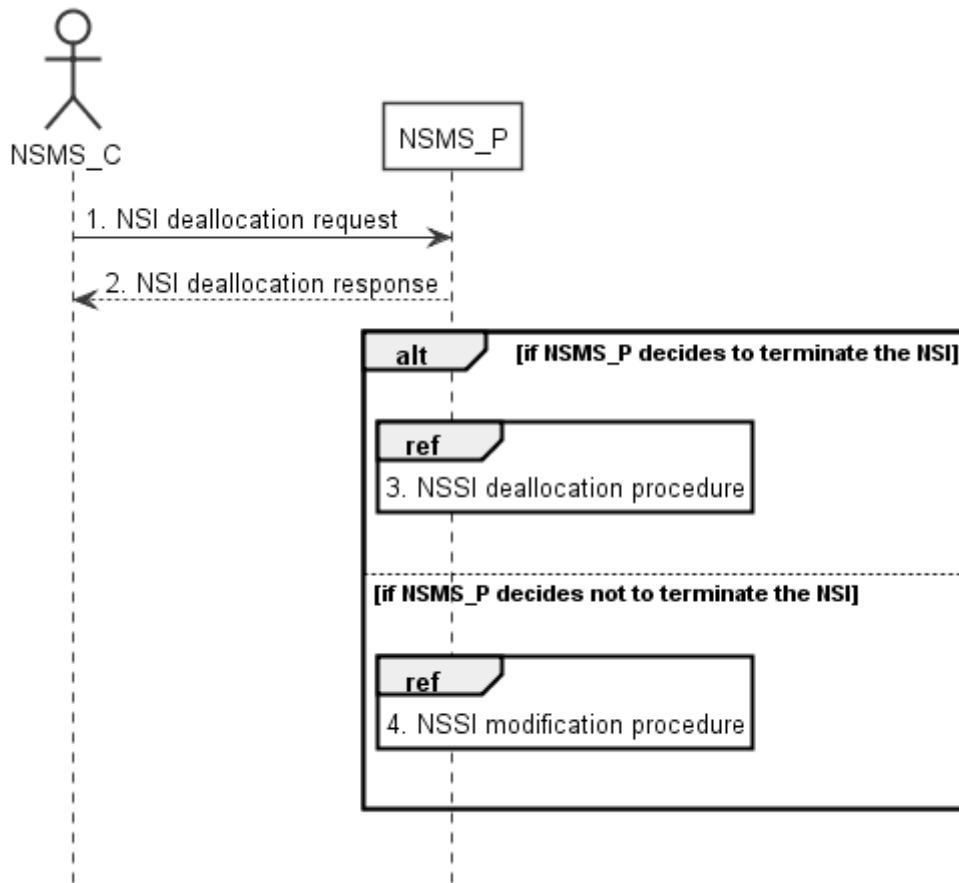 NSMS_C
NSMS_P
1. NSI deallocation request
2. NSI deallocation response
alt [if NSMS_P decides to terminate the NSI]
ref
3. NSSI deallocation procedure
[if NSMS_P decides not to terminate the NSI]
ref
4. NSSI modification procedure